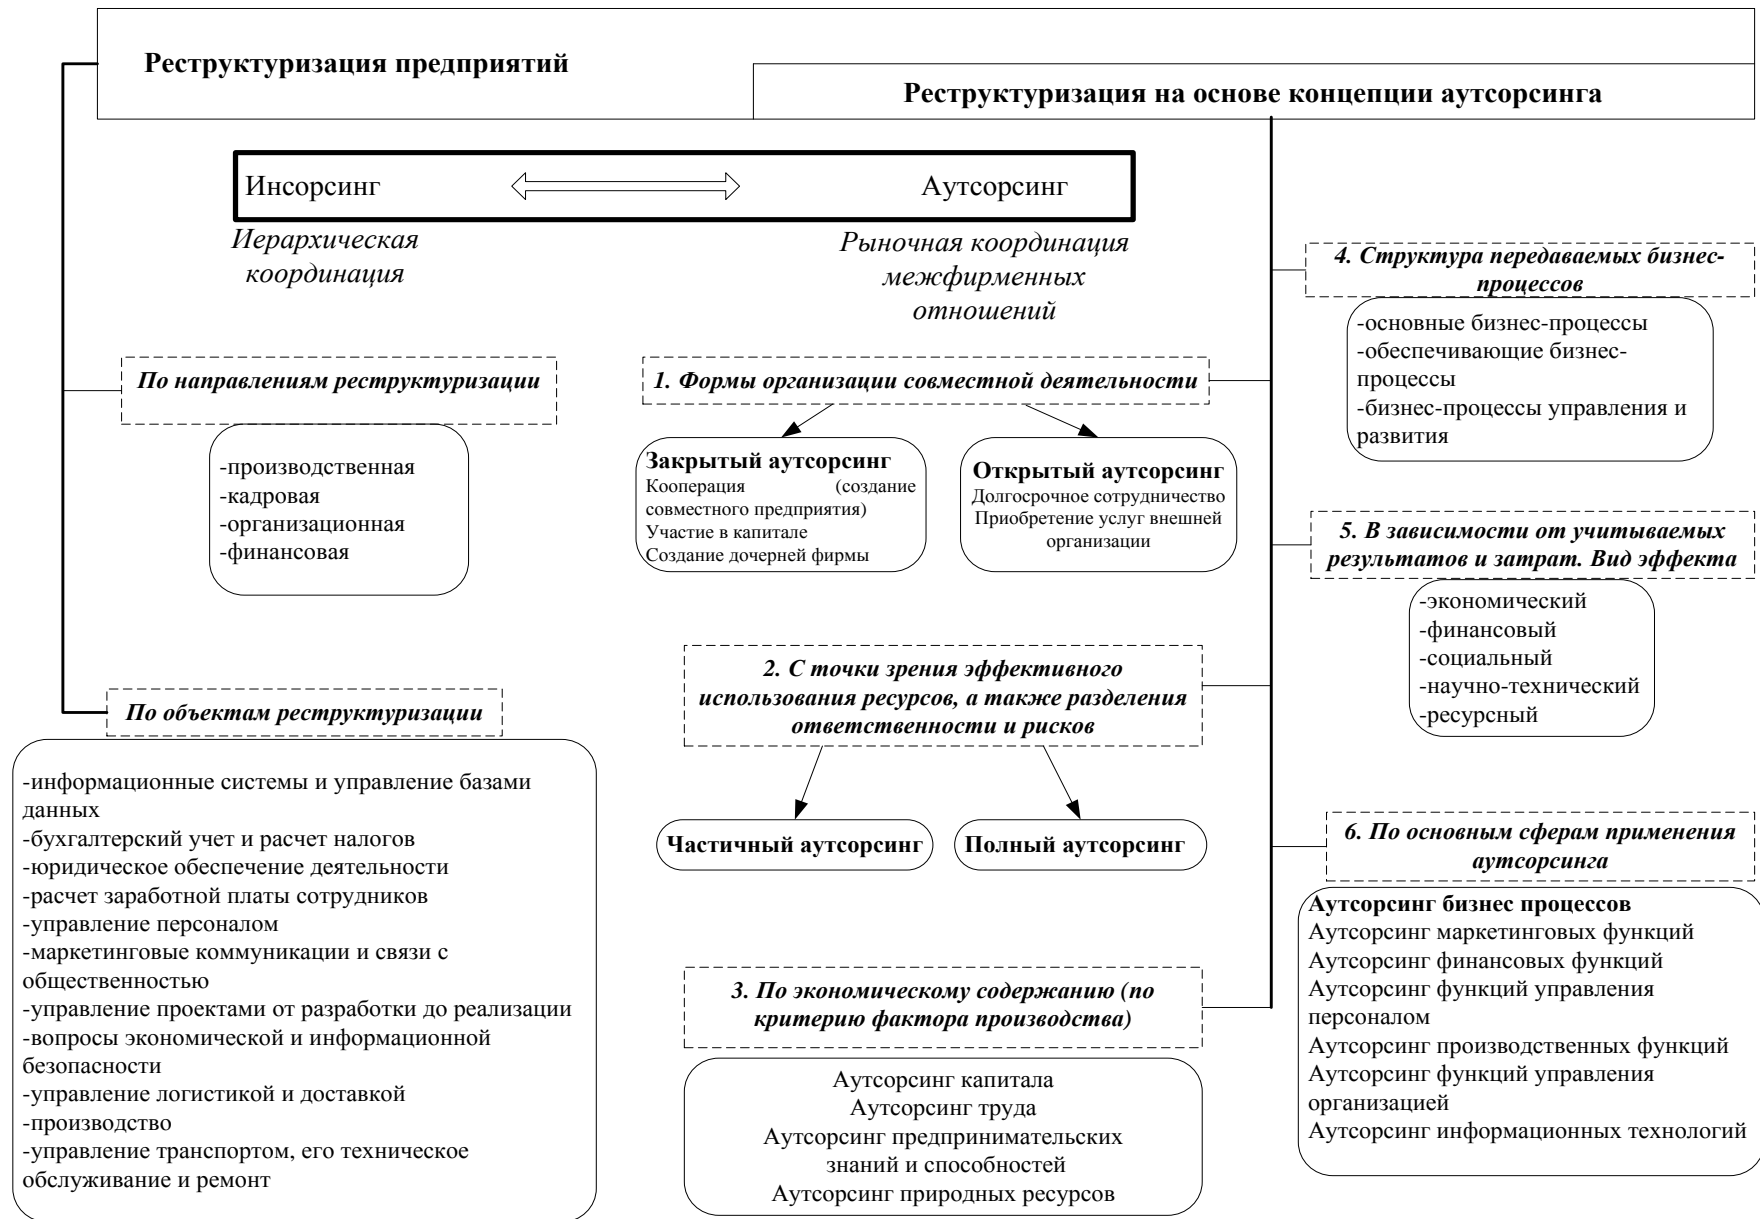 Реструктуризация предприятий
Реструктуризация на основе концепции аутсорсинга
Инсорсинг
Аутсорсинг
Иерархическая
координация
Рыночная координация
межфирменных
отношений
По направлениям реструктуризации
-производственная
-кадровая
-организационная
-финансовая
По объектам реструктуризации
-информационные системы и управление базами
данных
-бухгалтерский учет и расчет налогов
-юридическое обеспечение деятельности
-расчет заработной платы сотрудников
-управление персоналом
-маркетинговые коммуникации и связи с
общественностью
-управление проектами от разработки до реализации
-вопросы экономической и информационной
безопасности
-управление логистикой и доставкой
-производство
-управление транспортом, его техническое
обслуживание и ремонт
1. Формы организации совместной деятельности
Закрытый аутсорсинг
Кооперация (создание
совместного предприятия)
Участие в капитале
Создание дочерней фирмы
Открытый аутсорсинг
Долгосрочное сотрудничество
Приобретение услуг внешней
организации
2. С точки зрения эффективного
использования ресурсов, а также разделения
ответственности и рисков
Частичный аутсорсинг
Полный аутсорсинг
3. По экономическому содержанию (по
критерию фактора производства)
Аутсорсинг капитала
Аутсорсинг труда
Аутсорсинг предпринимательских
знаний и способностей
Аутсорсинг природных ресурсов
4. Структура передаваемых бизнес-
процессов
-основные бизнес-процессы
-обеспечивающие бизнес-
процессы
-бизнес-процессы управления и
развития
5. В зависимости от учитываемых
результатов и затрат. Вид эффекта
-экономический
-финансовый
-социальный
-научно-технический
-ресурсный
6. По основным сферам применения
аутсорсинга
Аутсорсинг бизнес процессов
Аутсорсинг маркетинговых функций
Аутсорсинг финансовых функций
Аутсорсинг функций управления
персоналом
Аутсорсинг производственных функций
Аутсорсинг функций управления
организацией
Аутсорсинг информационных технологий